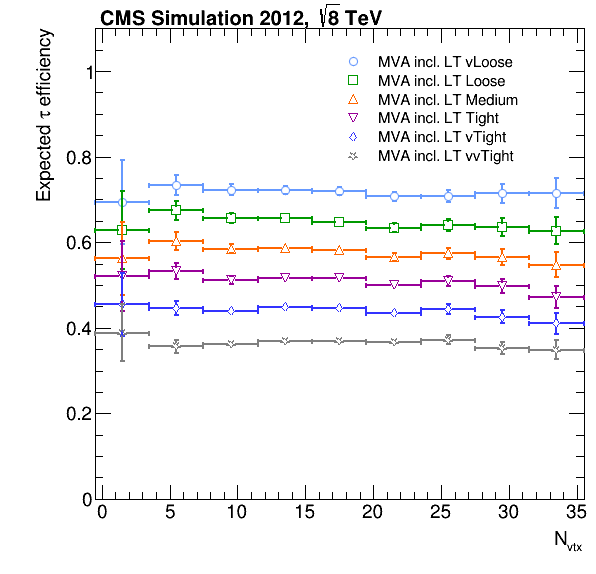 CMS Simulation 2012, √8 TeV
Expected τ efficiency
MVA incl. LT vLoose
MVA incl. LT Loose
MVA incl. LT Medium
MVA incl. LT Tight
MVA incl. LT vTight
MVA incl. LT vvTight
1
0.8
0.6
0.4
0.2
0
0 5 10 15 20 25 30 35
N_vtx